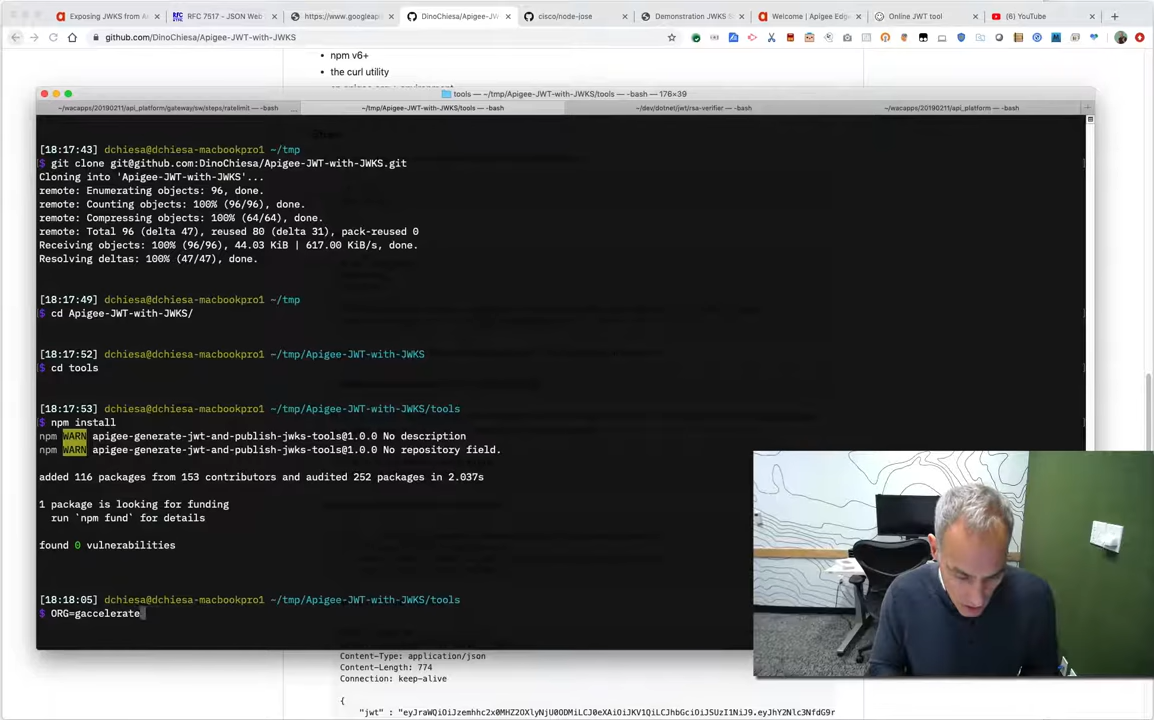 Exposing JWKS from A
RFC 7517 - JSON Web
https://www.googleap
DinoChiesa/Apigee-JW
cisco/node-jose
Demonstration JWKS S
Welcome | Apigee Edge
Online JWT tool
(6) YouTube
github.com/DinoChiesa/Apigee-JWT-with-JWKS
npm v6+
the curl utility
tools — ~/tmp/Apigee-JWT-with-JWKS/tools — -bash — 176×39
~/wacapps/20190211/api_platform/gateway/sw/steps/ratelimit — -bash
~/tmp/Apigee-JWT-with-JWKS/tools — -bash
~/dev/dotnet/jwt/rsa-verifier — -bash
~/wacapps/20190211/api_platform — -bash
[18:17:43] dchiesa@dchiesa-macbookpro1 ~/tmp
$ git clone git@github.com:DinoChiesa/Apigee-JWT-with-JWKS.git
Cloning into 'Apigee-JWT-with-JWKS'...
remote: Enumerating objects: 96, done.
remote: Counting objects: 100% (96/96), done.
remote: Compressing objects: 100% (64/64), done.
remote: Total 96 (delta 47), reused 80 (delta 31), pack-reused 0
Receiving objects: 100% (96/96), 44.03 KiB | 617.00 KiB/s, done.
Resolving deltas: 100% (47/47), done.
[18:17:49] dchiesa@dchiesa-macbookpro1 ~/tmp
$ cd Apigee-JWT-with-JWKS/
[18:17:52] dchiesa@dchiesa-macbookpro1 ~/tmp/Apigee-JWT-with-JWKS
$ cd tools
[18:17:53] dchiesa@dchiesa-macbookpro1 ~/tmp/Apigee-JWT-with-JWKS/tools
$ npm install
npm WARN apigee-generate-jwt-and-publish-jwks-tools@1.0.0 No description
npm WARN apigee-generate-jwt-and-publish-jwks-tools@1.0.0 No repository field.
added 116 packages from 153 contributors and audited 252 packages in 2.037s
1 package is looking for funding
run `npm fund` for details
found 0 vulnerabilities
[18:18:05] dchiesa@dchiesa-macbookpro1 ~/tmp/Apigee-JWT-with-JWKS/tools
$ ORG=gaccelerate
Content-Type: application/json
Content-Length: 774
Connection: keep-alive
{